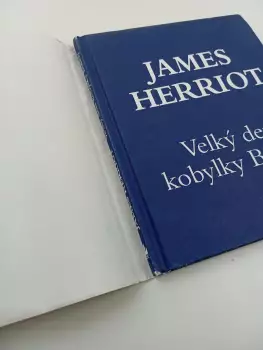 JAMES
HERRIOT
Velký de
kobylky B